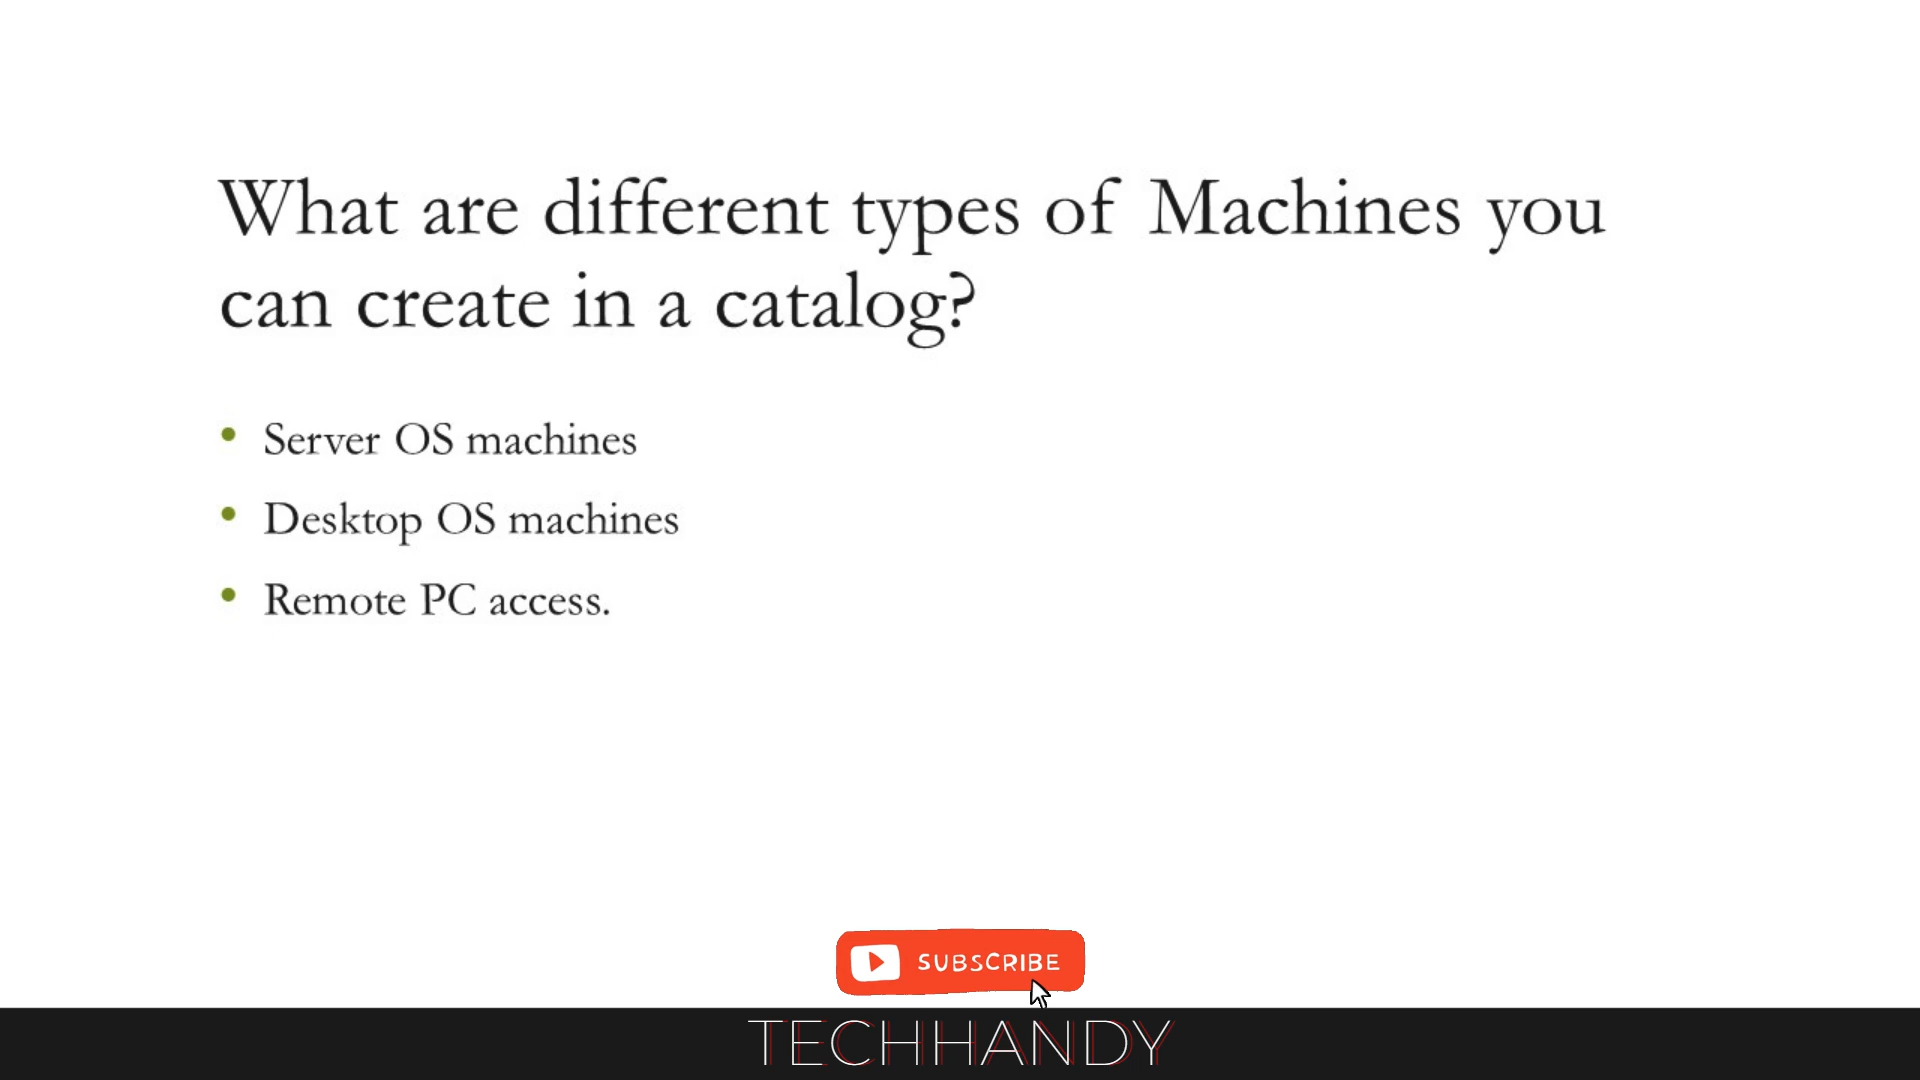 What are different types of Machines you
can create in a catalog?
• Server OS machines
• Desktop OS machines
• Remote PC access.
SUBSCRIBE
TECHHANDY